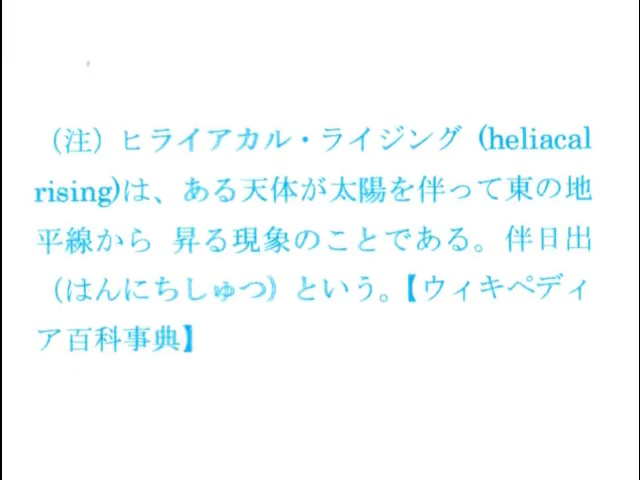 （注）ヒライアカル・ライジング (heliacal
rising)は、ある天体が太陽を伴って東の地
平線から 昇る現象のことである。伴日出
（はんにちしゅつ）という。【ウィキペディ
ア百科事典】